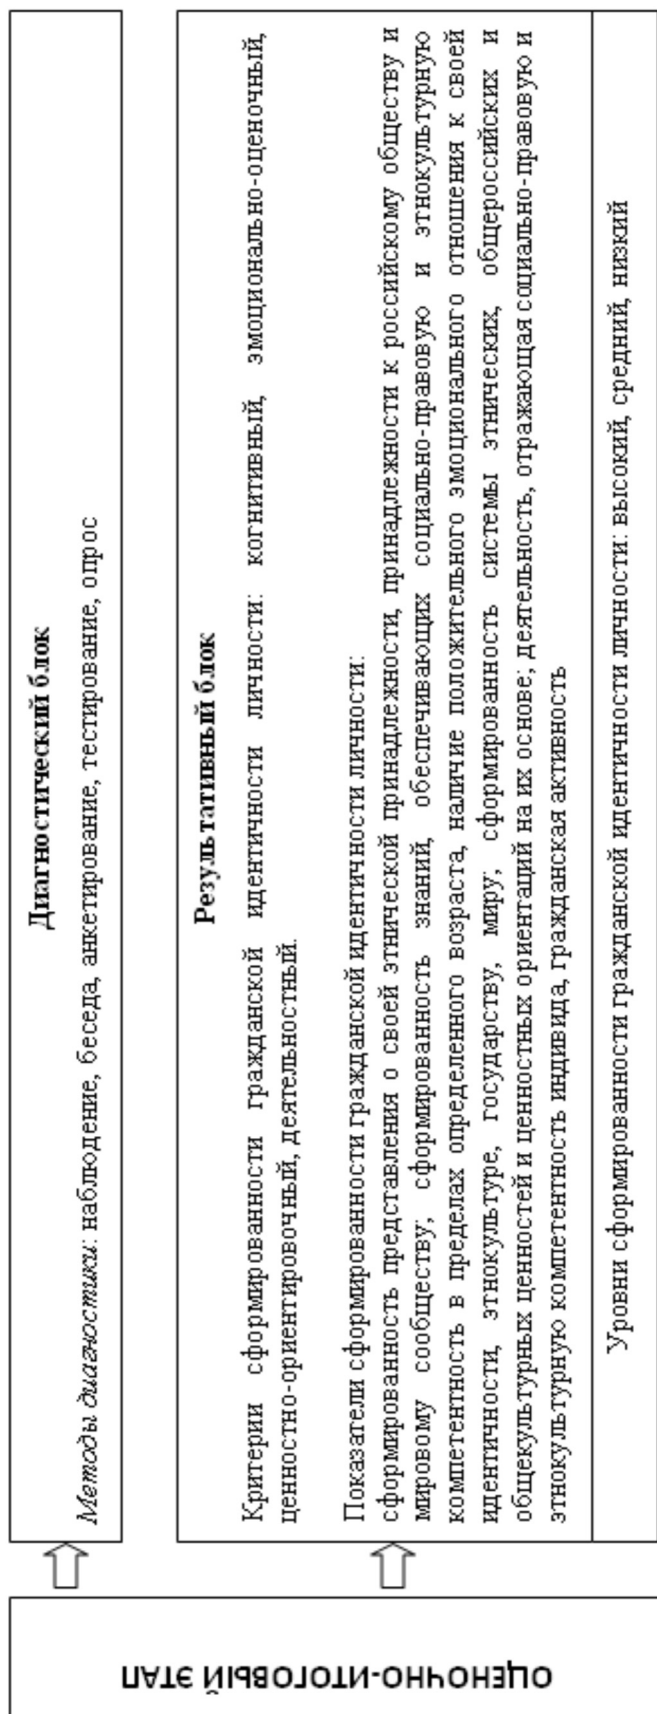 ОЦЕНОЧНО-ИТОГОВЫЙ ЭТАП
Диагностический блок
Методы диагностики: наблюдение, беседа, анкетирование, тестирование, опрос
Результативный блок
Критерии сформированности гражданской идентичности личности: когнитивный, эмоционально-оценочный,
ценностно-ориентировочный, деятельностный.
Показатели сформированности гражданской идентичности личности:
сформированность представления о своей этнической принадлежности, принадлежности к российскому обществу и
мировому сообществу; сформированность знаний, обеспечивающих социально-правовую и этнокультурную
компетентность в пределах определенного возраста, наличие положительного эмоционального отношения к своей
идентичности, этнокультуре, государству, миру; сформированность системы этнических, общероссийских и
общекультурных ценностей и ценностных ориентаций на их основе; деятельность, отражающая социально-правовую и
этнокультурную компетентность индивида, гражданская активность
Уровни сформированности гражданской идентичности личности: высокий, средний, низкий